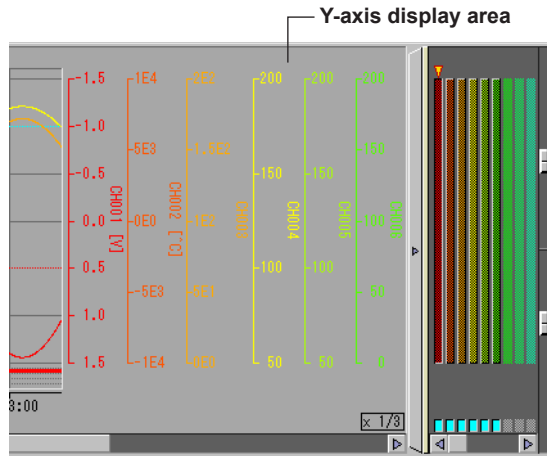 Y-axis display area
-1.5 1E4 2E2 200 200 200
-1.0 5E3 1.5E2 150 150
-0.5
0.0 0E0 1E2 100 100 100
0.5 -5E3 5E1 50
1.0
1.5 -1E4 0E0 50 50 0
CH001 [V]
CH002 [°C]
CH003
CH004
CH005
CH006
3:00
x 1/3